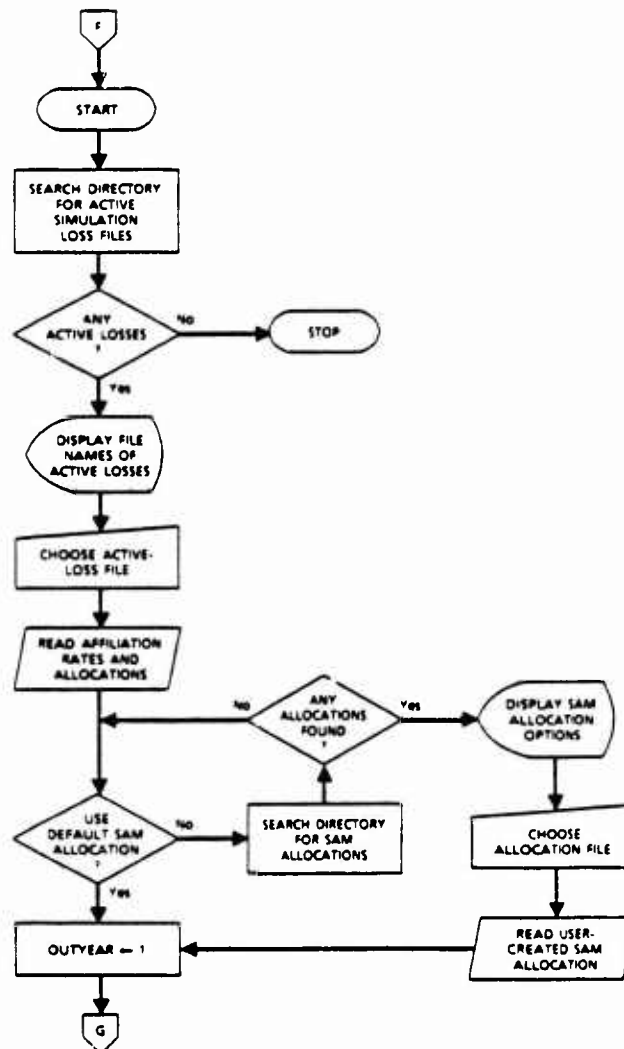 F
START
SEARCH DIRECTORY
FOR ACTIVE
SIMULATION
LOSS FILES
ANY
ACTIVE LOSSES
?
No
STOP
Yes
DISPLAY FILE
NAMES OF
ACTIVE LOSSES
CHOOSE ACTIVE-
LOSS FILE
READ AFFILIATION
RATES AND
ALLOCATIONS
ANY
ALLOCATIONS
FOUND
?
No
Yes
DISPLAY SAM
ALLOCATION
OPTIONS
USE
DEFAULT SAM
ALLOCATION
?
No
SEARCH DIRECTORY
FOR SAM
ALLOCATIONS
CHOOSE
ALLOCATION FILE
Yes
OUTYEAR ← 1
READ USER-
CREATED SAM
ALLOCATION
G